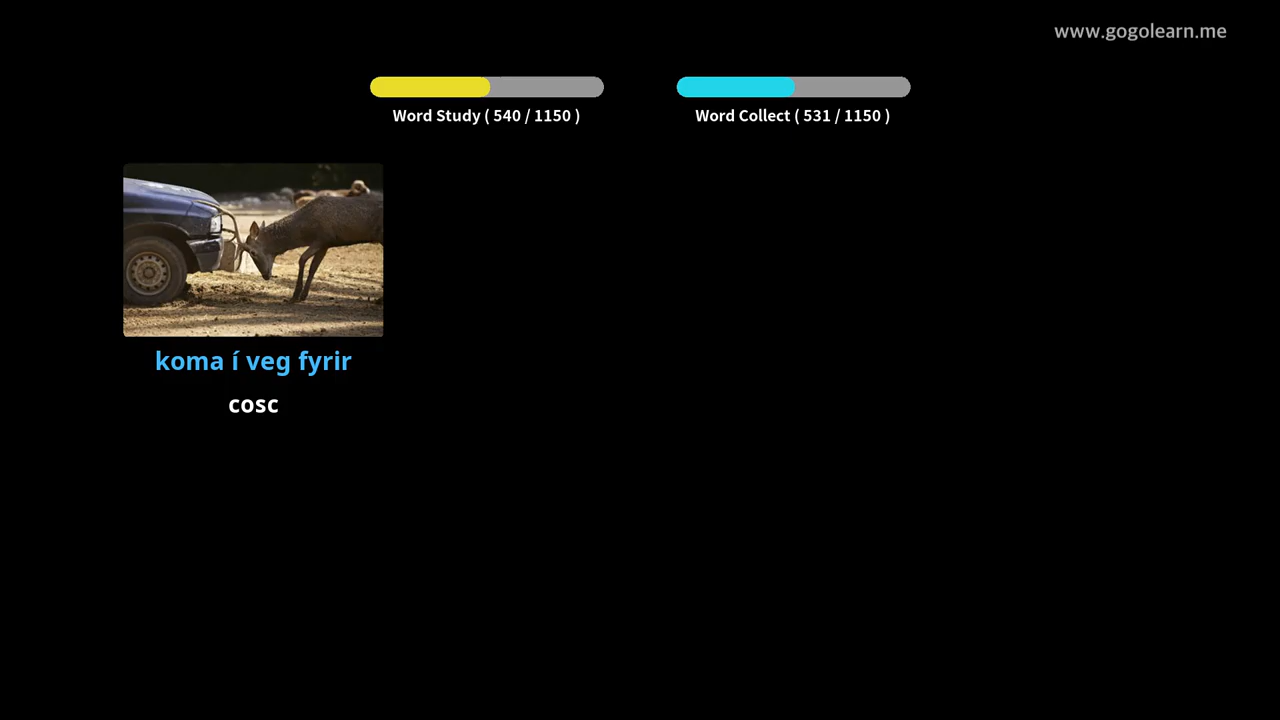 www.gogolearn.me
Word Study ( 540 / 1150 )
Word Collect ( 531 / 1150 )
koma í veg fyrir
cosc